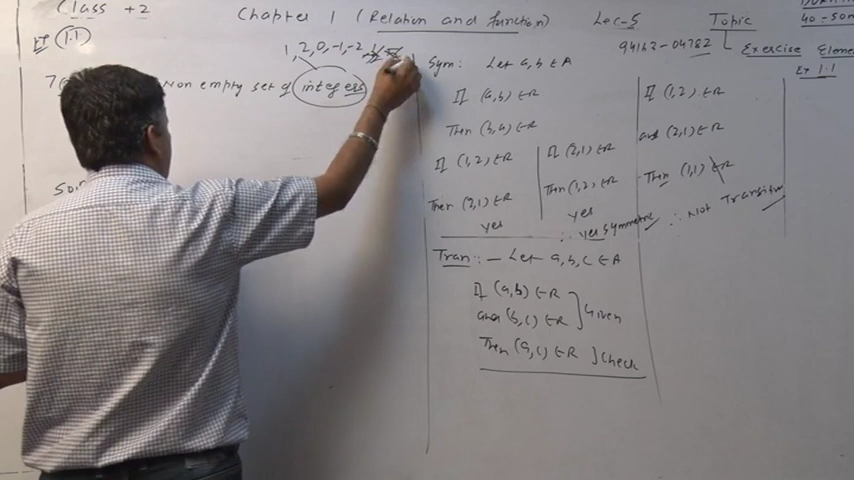 Class +2
Chapter 1 (Relation and function)
Lec-5
Topic
40-
94163-04782
Exercise
Ex 1.1
1.1
1, 2, 0, -1, -2
Non empty set of integers
Sym: Let a, b ∈ A
If (a,b) ∈ R
Then (b,a) ∈ R
If (1,2) ∈ R
Then (2,1) ∈ R
yes
If (2,1) ∈ R
Then (1,2) ∈ R
yes
∴ yes symmetric
Tran: – Let a, b, c ∈ A
If (a,b) ∈ R
and (b,c) ∈ R
] Given
Then (a,c) ∈ R ] Check
If (1,2) ∈ R
and (2,1) ∈ R
Then (1,1) ∉ R
∴ Not Transitive